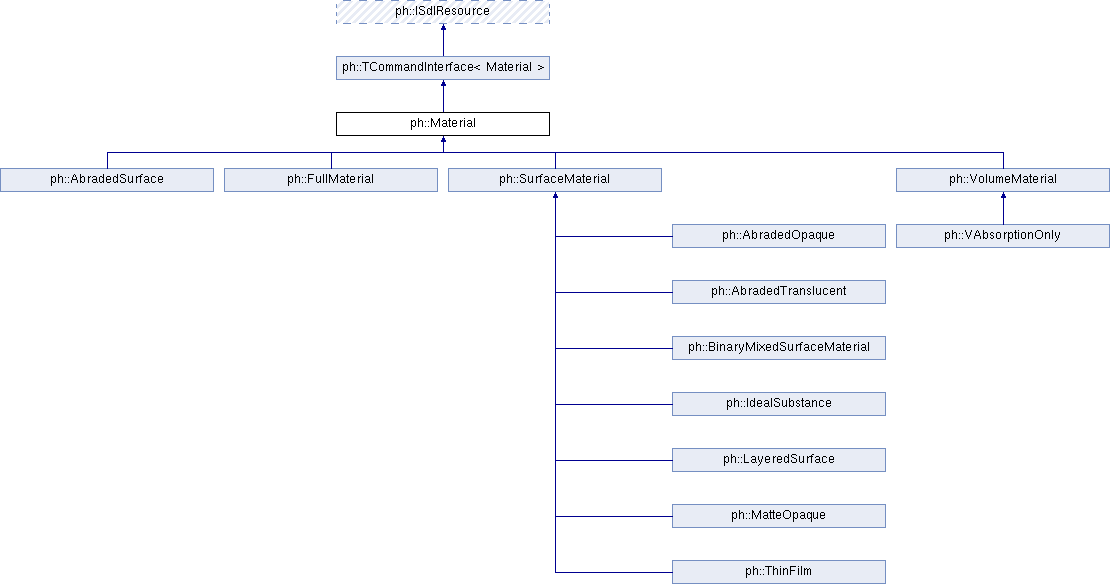 ph::ISdlResource
ph::TCommandInterface< Material >
ph::Material
ph::AbradedSurface
ph::FullMaterial
ph::SurfaceMaterial
ph::VolumeMaterial
ph::AbradedOpaque
ph::VAbsorptionOnly
ph::AbradedTranslucent
ph::BinaryMixedSurfaceMaterial
ph::IdealSubstance
ph::LayeredSurface
ph::MatteOpaque
ph::ThinFilm